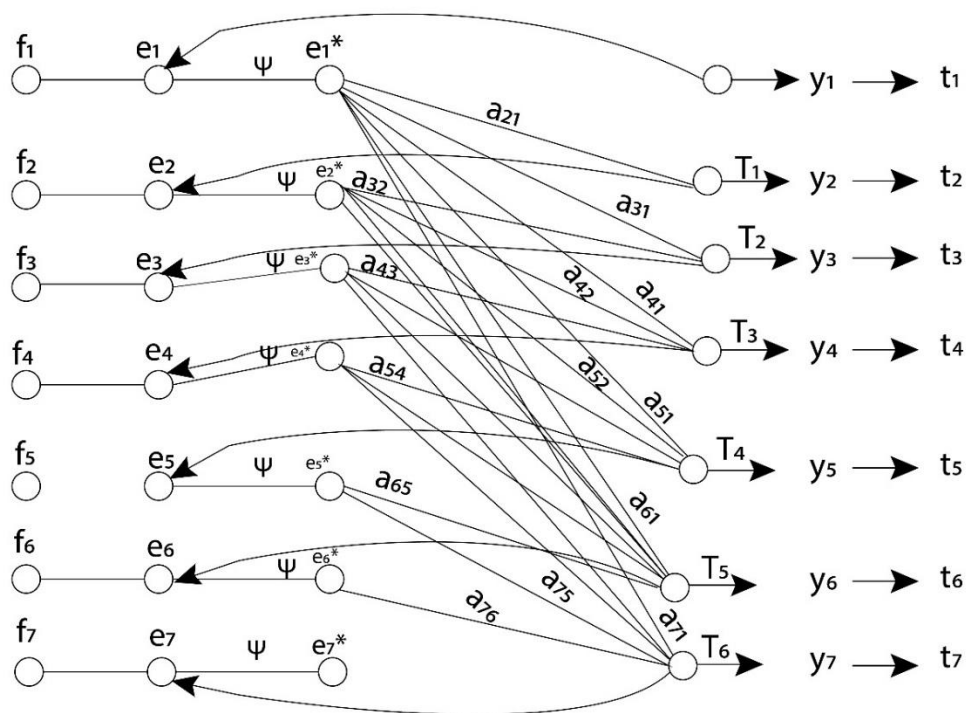 f₁ e₁ Ψ e₁* y₁ t₁
a₂₁
f₂ e₂ Ψ e₂* a₃₂ T₁ y₂ t₂
a₃₁
f₃ e₃ Ψ e₃* a₄₃ T₂ y₃ t₃
a₄₂ a₄₁
f₄ e₄ Ψ e₄* a₅₄ T₃ y₄ t₄
a₅₂ a₅₁
f₅ e₅ Ψ e₅* a₆₅ T₄ y₅ t₅
a₆₁
f₆ e₆ Ψ e₆* T₅ y₆ t₆
a₇₆ a₇₅ a₇₁
f₇ e₇ Ψ e₇* T₆ y₇ t₇